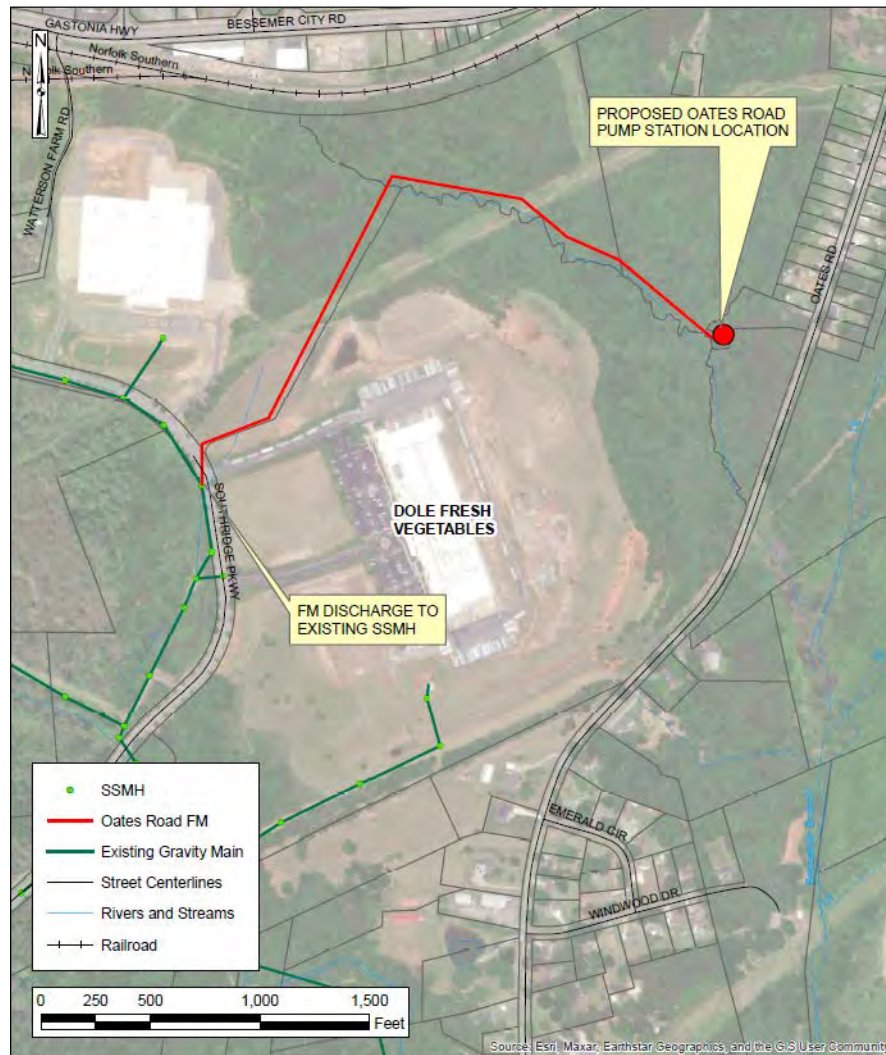 GASTONIA HWY
BESSEMER CITY RD
N
Norfolk Southern
Norfolk Southern
WATTERSON FARM RD
PROPOSED OATES ROAD
PUMP STATION LOCATION
OATES RD
DOLE FRESH
VEGETABLES
SOUTHRIDGE PKWY
FM DISCHARGE TO
EXISTING SSMH
EMERALD CIR
WINDWOOD DR
SSMH
Oates Road FM
Existing Gravity Main
Street Centerlines
Rivers and Streams
Railroad
0 250 500 1,000 1,500
Feet
Source: Esri, Maxar, Earthstar Geographics, and the GIS User Community